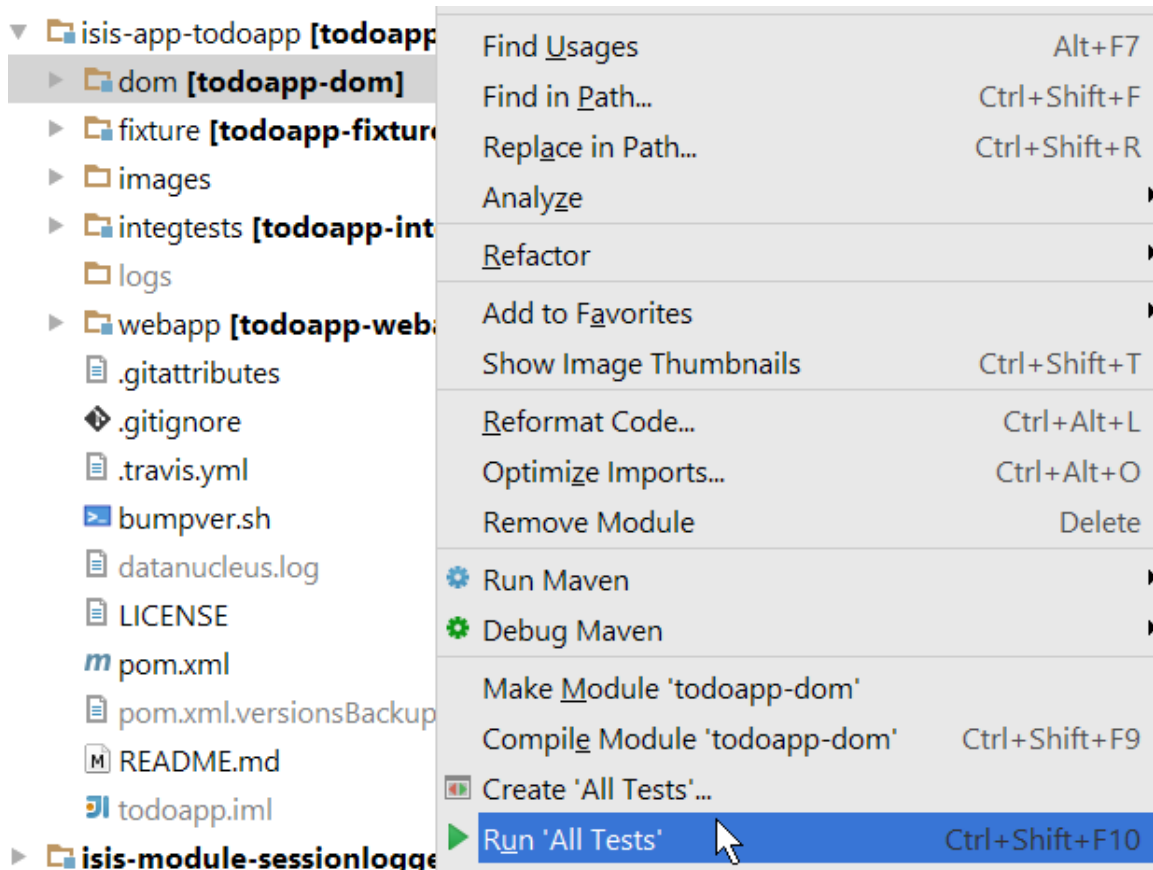 isis-app-todoapp [todoapp
dom [todoapp-dom]
fixture [todoapp-fixture
images
integtests [todoapp-int
logs
webapp [todoapp-weba
.gitattributes
.gitignore
.travis.yml
bumpver.sh
datanucleus.log
LICENSE
pom.xml
pom.xml.versionsBackup
README.md
todoapp.iml
isis-module-sessionlogge
Find Usages Alt+F7
Find in Path... Ctrl+Shift+F
Replace in Path... Ctrl+Shift+R
Analyze
Refactor
Add to Favorites
Show Image Thumbnails Ctrl+Shift+T
Reformat Code... Ctrl+Alt+L
Optimize Imports... Ctrl+Alt+O
Remove Module Delete
Run Maven
Debug Maven
Make Module 'todoapp-dom'
Compile Module 'todoapp-dom' Ctrl+Shift+F9
Create 'All Tests'...
Run 'All Tests' Ctrl+Shift+F10